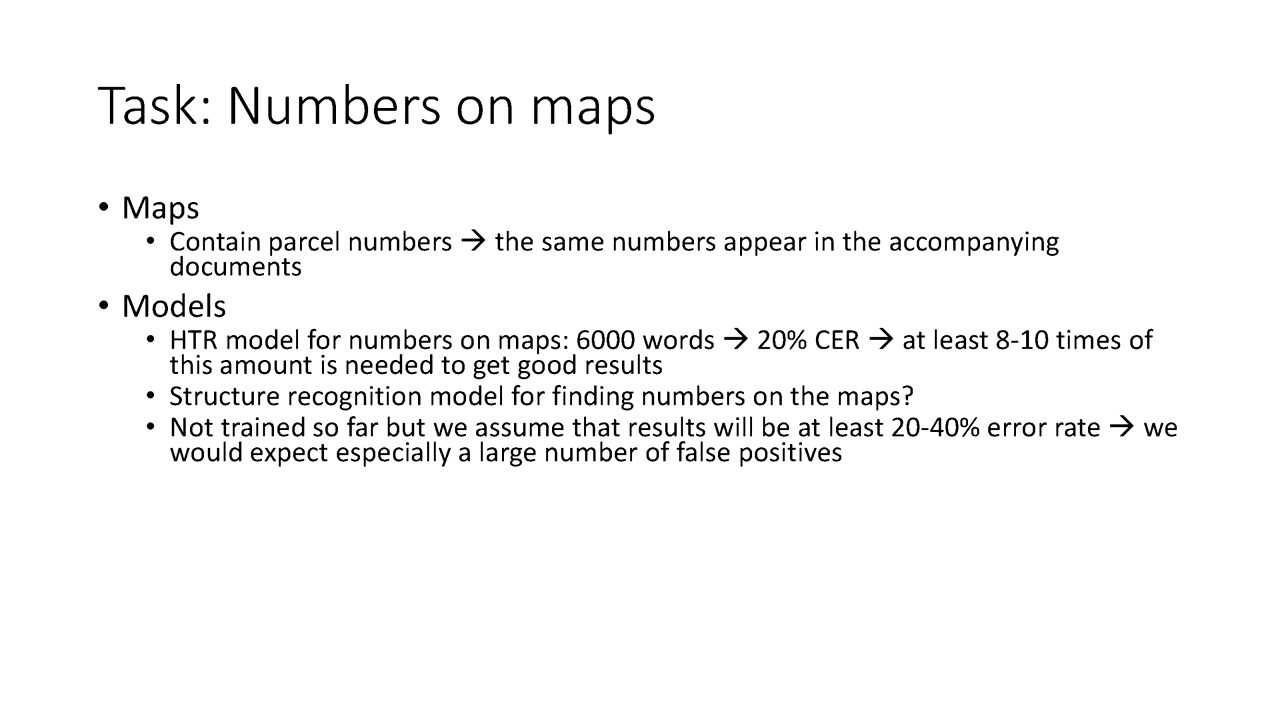 Task: Numbers on maps
• Maps
• Contain parcel numbers → the same numbers appear in the accompanying
documents
• Models
• HTR model for numbers on maps: 6000 words → 20% CER → at least 8-10 times of
this amount is needed to get good results
• Structure recognition model for finding numbers on the maps?
• Not trained so far but we assume that results will be at least 20-40% error rate → we
would expect especially a large number of false positives